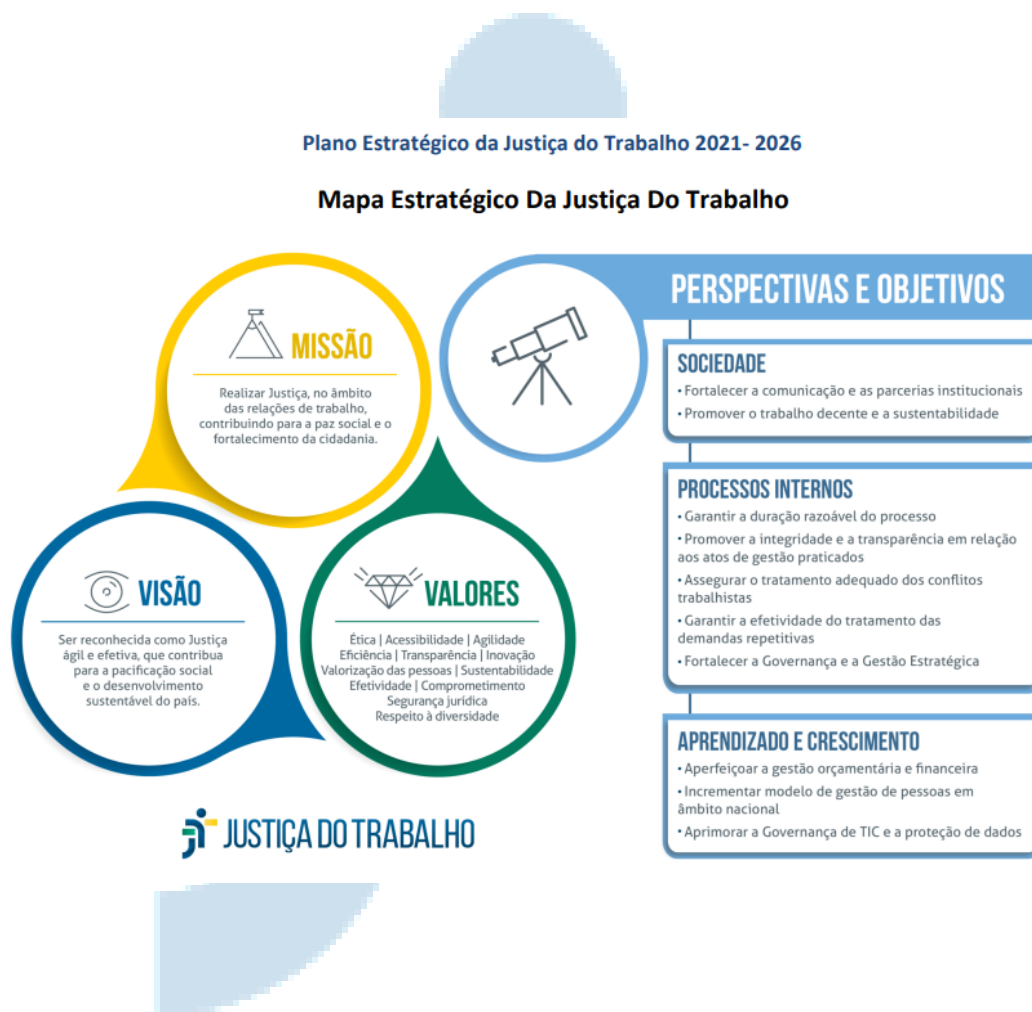 Plano Estratégico da Justiça do Trabalho 2021- 2026
Mapa Estratégico Da Justiça Do Trabalho
MISSÃO
Realizar Justiça, no âmbito
das relações de trabalho,
contribuindo para a paz social e o
fortalecimento da cidadania.
VISÃO
Ser reconhecida como Justiça
ágil e efetiva, que contribua
para a pacificação social
e o desenvolvimento
sustentável do país.
VALORES
Ética | Acessibilidade | Agilidade
Eficiência | Transparência | Inovação
Valorização das pessoas | Sustentabilidade
Efetividade | Comprometimento
Segurança jurídica
Respeito à diversidade
JUSTIÇA DO TRABALHO
PERSPECTIVAS E OBJETIVOS
SOCIEDADE
• Fortalecer a comunicação e as parcerias institucionais
• Promover o trabalho decente e a sustentabilidade
PROCESSOS INTERNOS
• Garantir a duração razoável do processo
• Promover a integridade e a transparência em relação
aos atos de gestão praticados
• Assegurar o tratamento adequado dos conflitos
trabalhistas
• Garantir a efetividade do tratamento das
demandas repetitivas
• Fortalecer a Governança e a Gestão Estratégica
APRENDIZADO E CRESCIMENTO
• Aperfeiçoar a gestão orçamentária e financeira
• Incrementar modelo de gestão de pessoas em
âmbito nacional
• Aprimorar a Governança de TIC e a proteção de dados